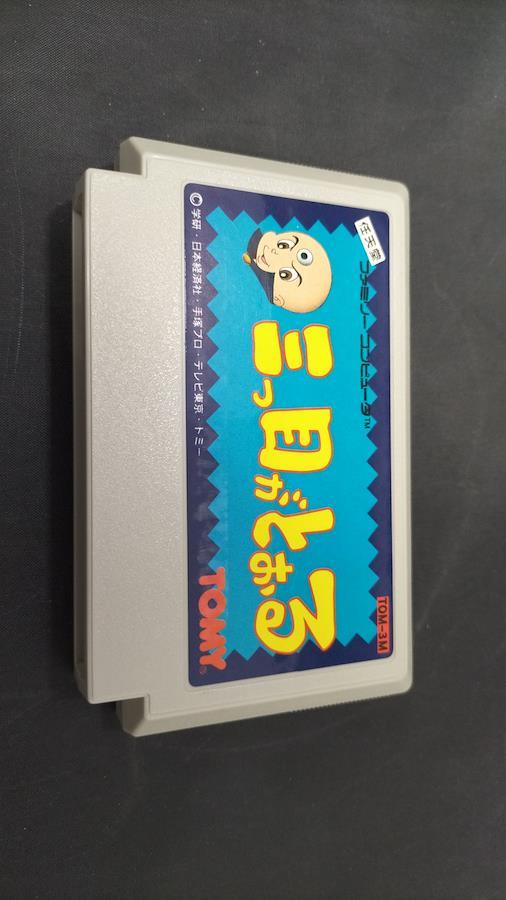 任天堂 ファミリーコンピュータ™
TOM-3M
三つ目がとおる
TOMY®
© 学研・日本経済社・手塚プロ・テレビ東京・トミー